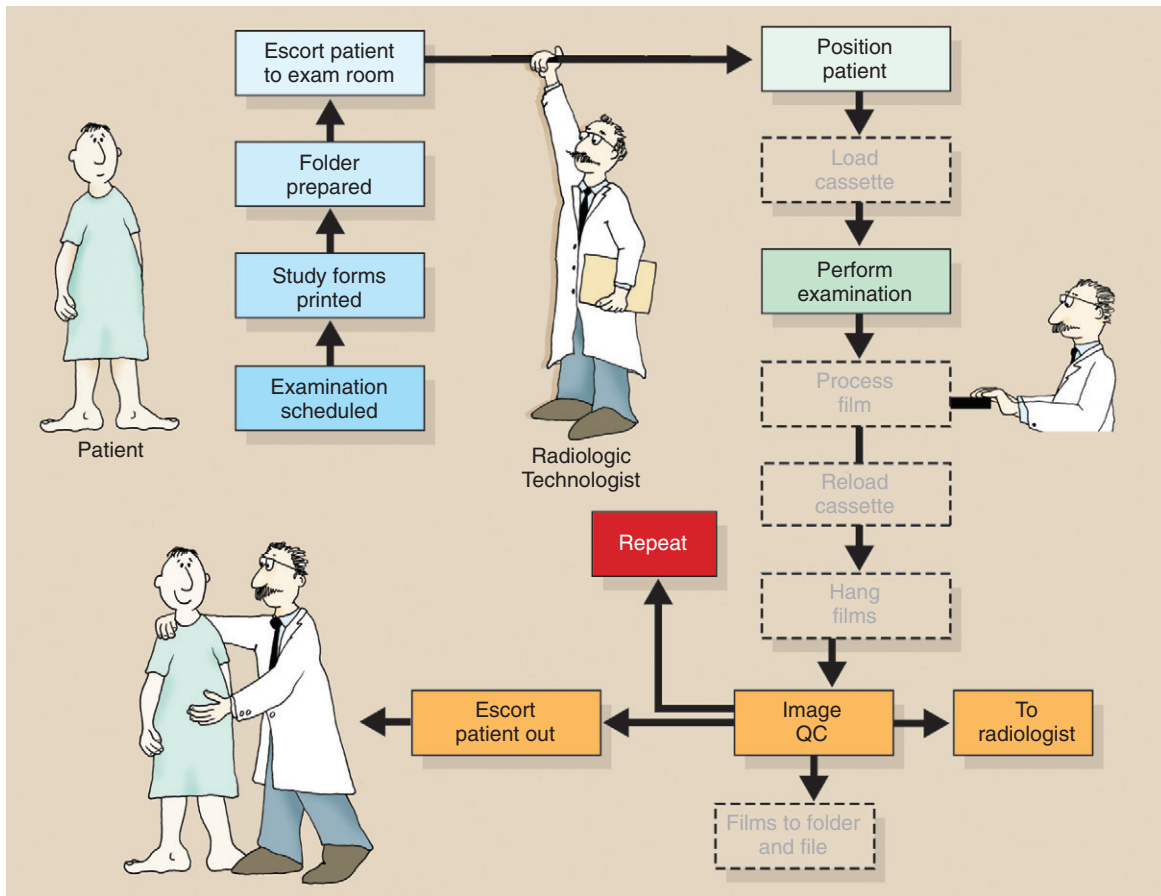 Escort patient
to exam room
Position
patient
Folder
prepared
Load
cassette
Study forms
printed
Perform
examination
Examination
scheduled
Process
film
Patient
Radiologic
Technologist
Reload
cassette
Repeat
Hang
films
Escort
patient out
Image
QC
To
radiologist
Films to folder
and file